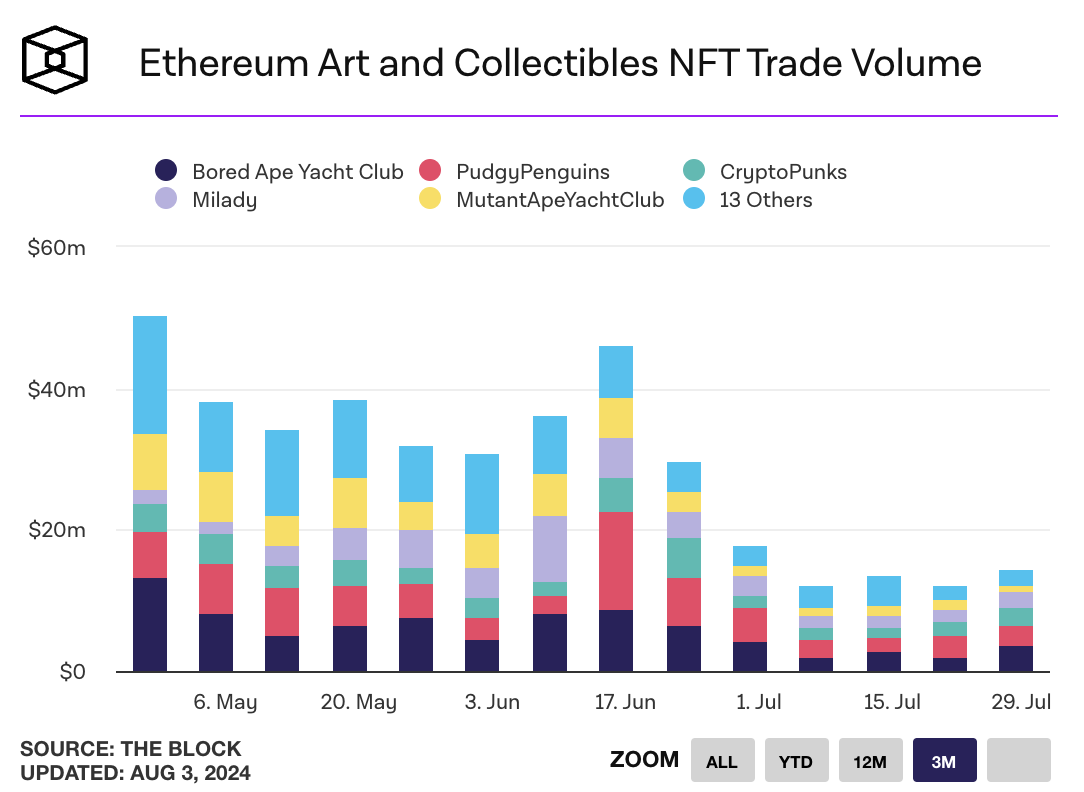 Ethereum Art and Collectibles NFT Trade Volume
Bored Ape Yacht Club PudgyPenguins CryptoPunks
Milady MutantApeYachtClub 13 Others
$60m
$40m
$20m
$0
6. May 20. May 3. Jun 17. Jun 1. Jul 15. Jul 29. Jul
SOURCE: THE BLOCK
UPDATED: AUG 3, 2024
ZOOM ALL YTD 12M 3M